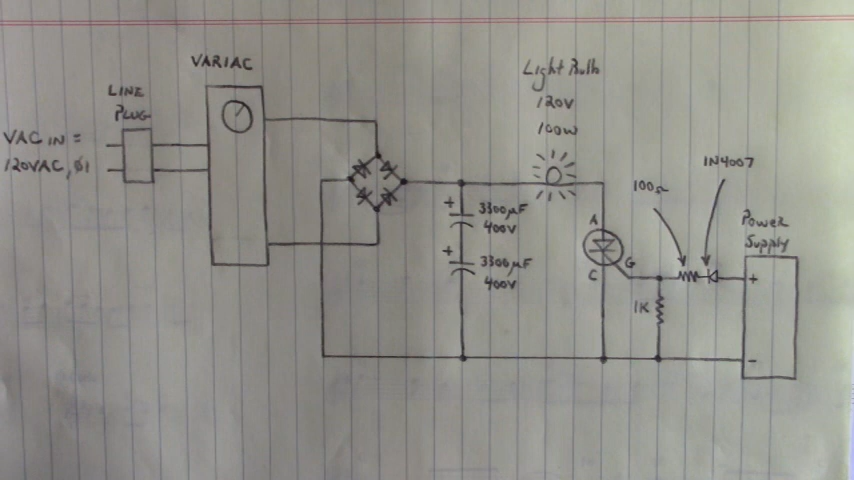 VARIAC
LINE
PLUG
VAC IN =
120VAC, ϕ1
Light Bulb
120V
100W
+
3300µF
400V
+
3300µF
400V
A
G
C
1K
100Ω
1N4007
Power
Supply
+
-